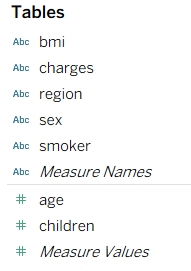 Tables
Abc bmi
Abc charges
Abc region
Abc sex
Abc smoker
Abc Measure Names
# age
# children
# Measure Values